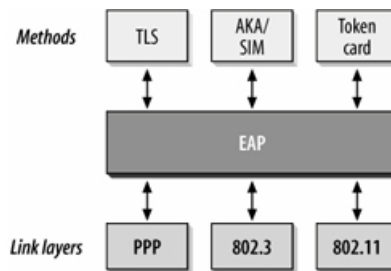 Methods
TLS
AKA/
SIM
Token
card
EAP
Link layers
PPP
802.3
802.11